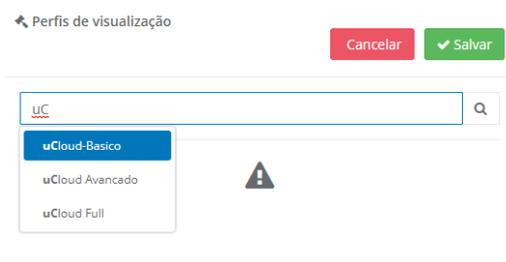 Perfis de visualização
Cancelar
Salvar
uC
uCloud-Basico
uCloud Avancado
uCloud Full